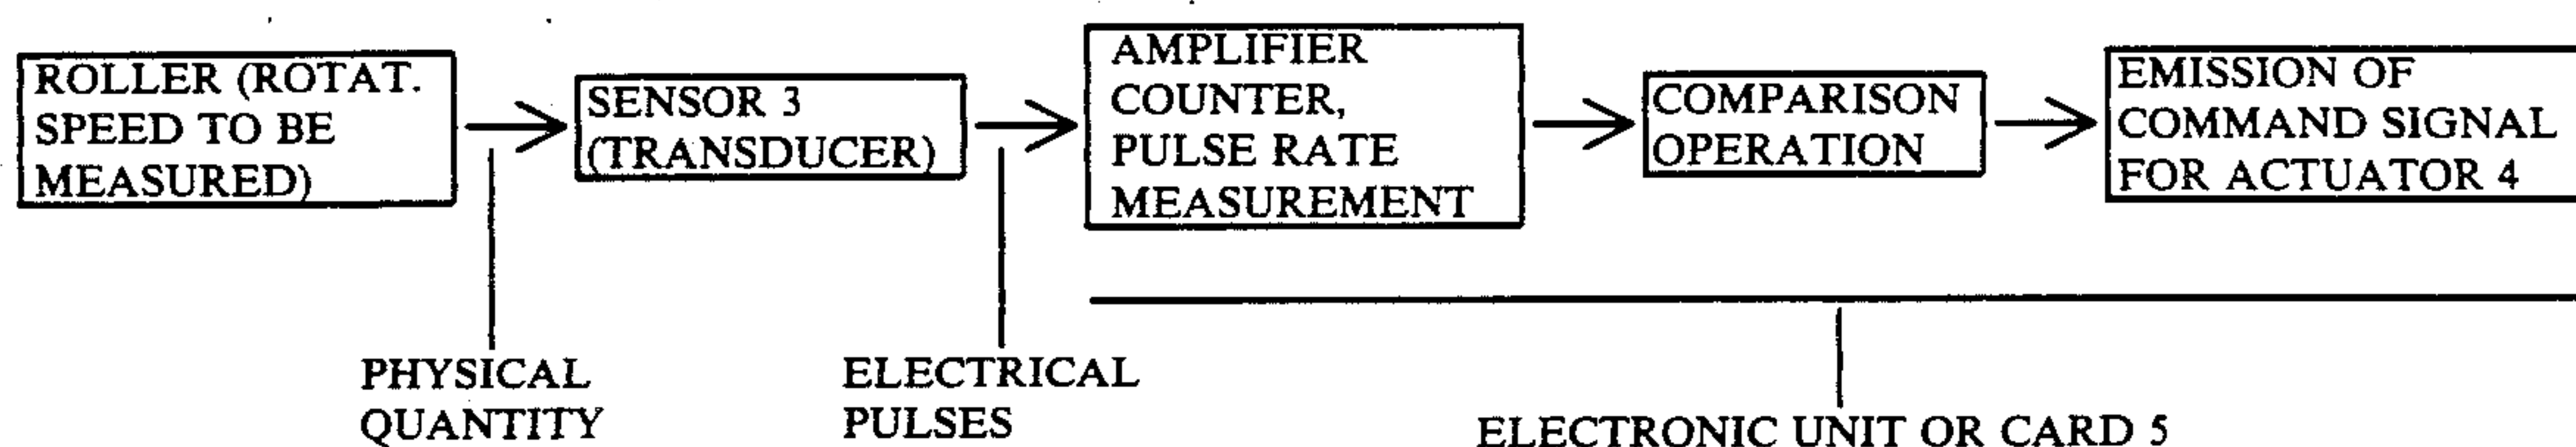 ROLLER (ROTAT.
SPEED TO BE
MEASURED)
SENSOR 3
(TRANSDUCER)
AMPLIFIER
COUNTER,
PULSE RATE
MEASUREMENT
COMPARISON
OPERATION
EMISSION OF
COMMAND SIGNAL
FOR ACTUATOR 4
PHYSICAL
QUANTITY
ELECTRICAL
PULSES
ELECTRONIC UNIT OR CARD 5